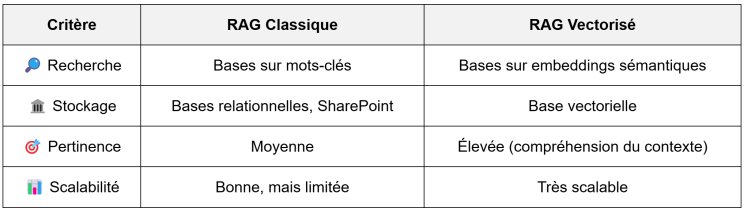 Critère RAG Classique RAG Vectorisé
🔎 Recherche Bases sur mots-clés Bases sur embeddings sémantiques
🏛️ Stockage Bases relationnelles, SharePoint Base vectorielle
🎯 Pertinence Moyenne Élevée (compréhension du contexte)
📊 Scalabilité Bonne, mais limitée Très scalable